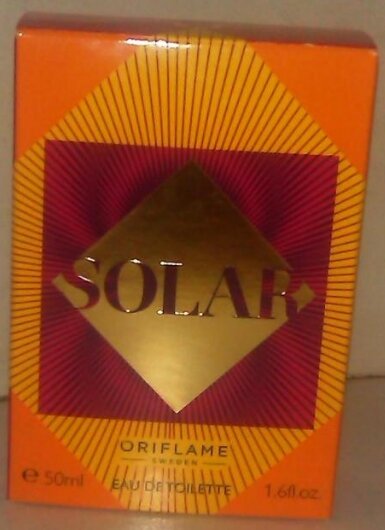 SOLAR
ORIFLAME
SWEDEN
℮ 50ml EAU DE TOILETTE 1.6fl.oz.